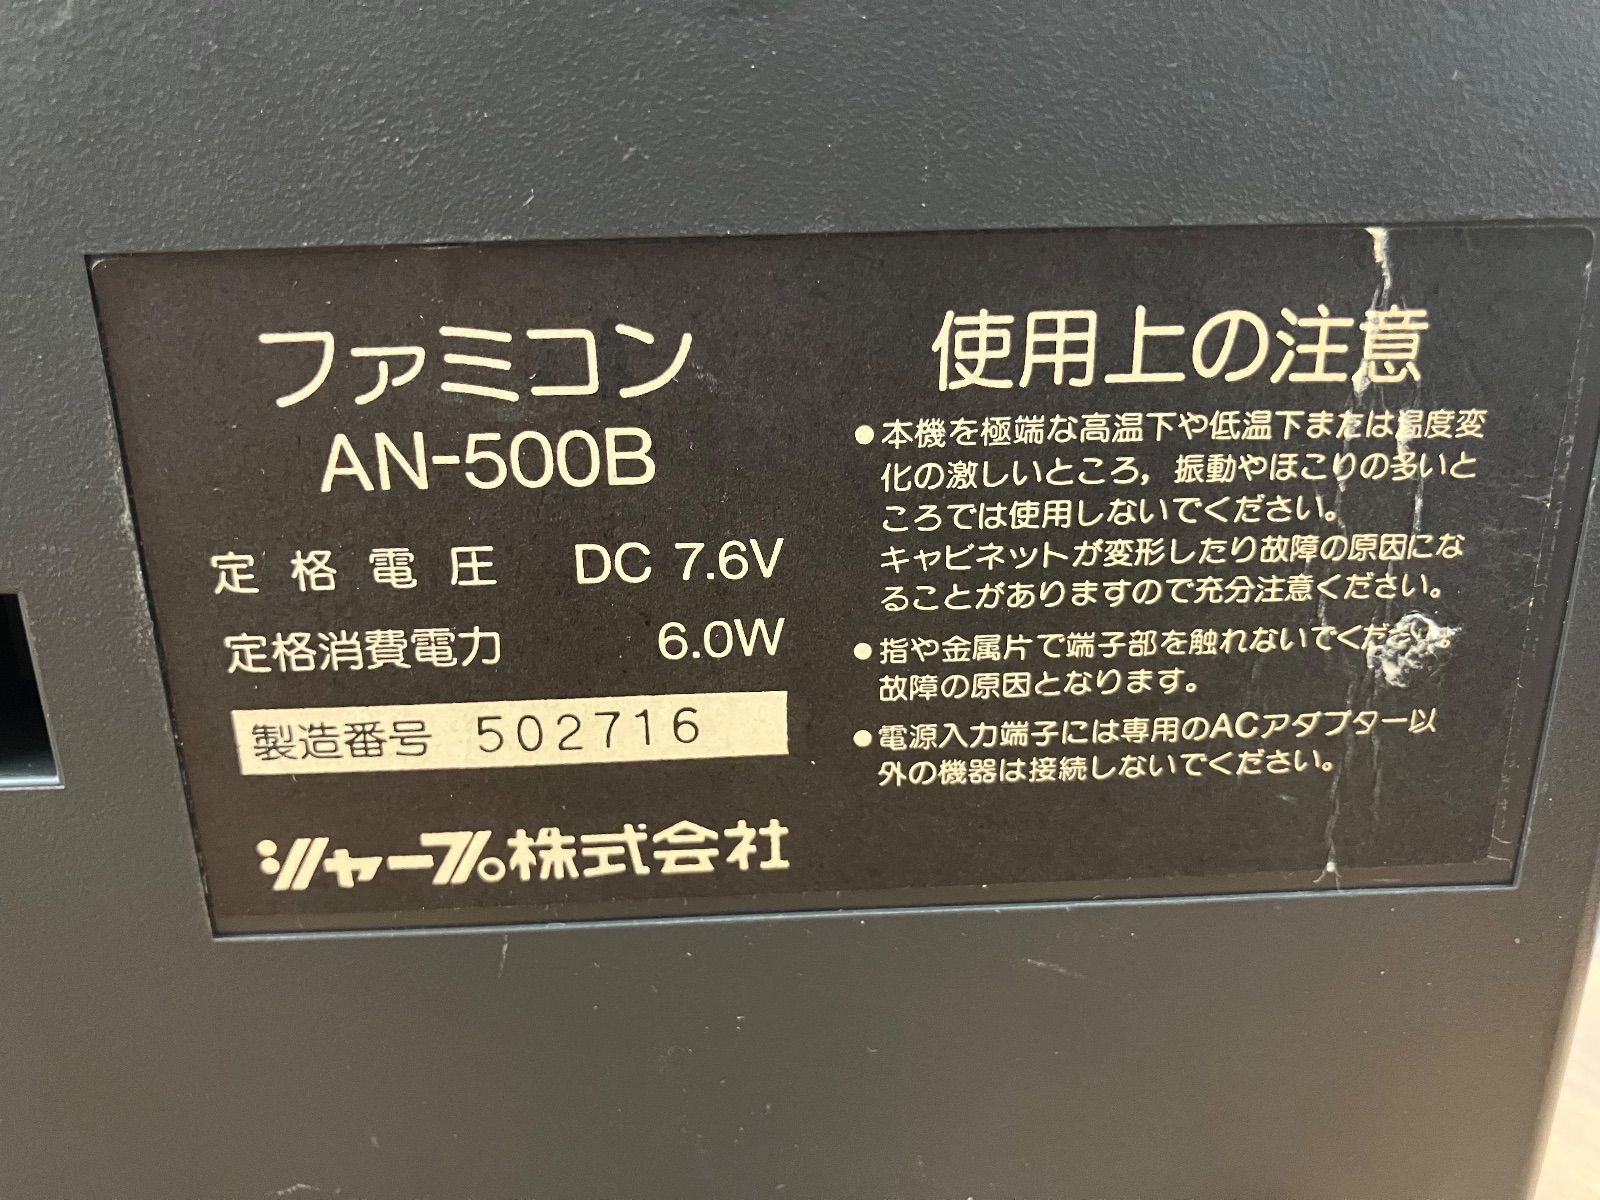 ファミコン
AN-500B
定格電圧 DC 7.6V
定格消費電力 6.0W
製造番号 502716
シャープ株式会社
使用上の注意
●本機を極端な高温下や低温下または温度変
化の激しいところ，振動やほこりの多いと
ころでは使用しないでください。
キャビネットが変形したり故障の原因にな
ることがありますので充分注意ください。
●指や金属片で端子部を触れないでください。
故障の原因となります。
●電源入力端子には専用のACアダプター以
外の機器は接続しないでください。